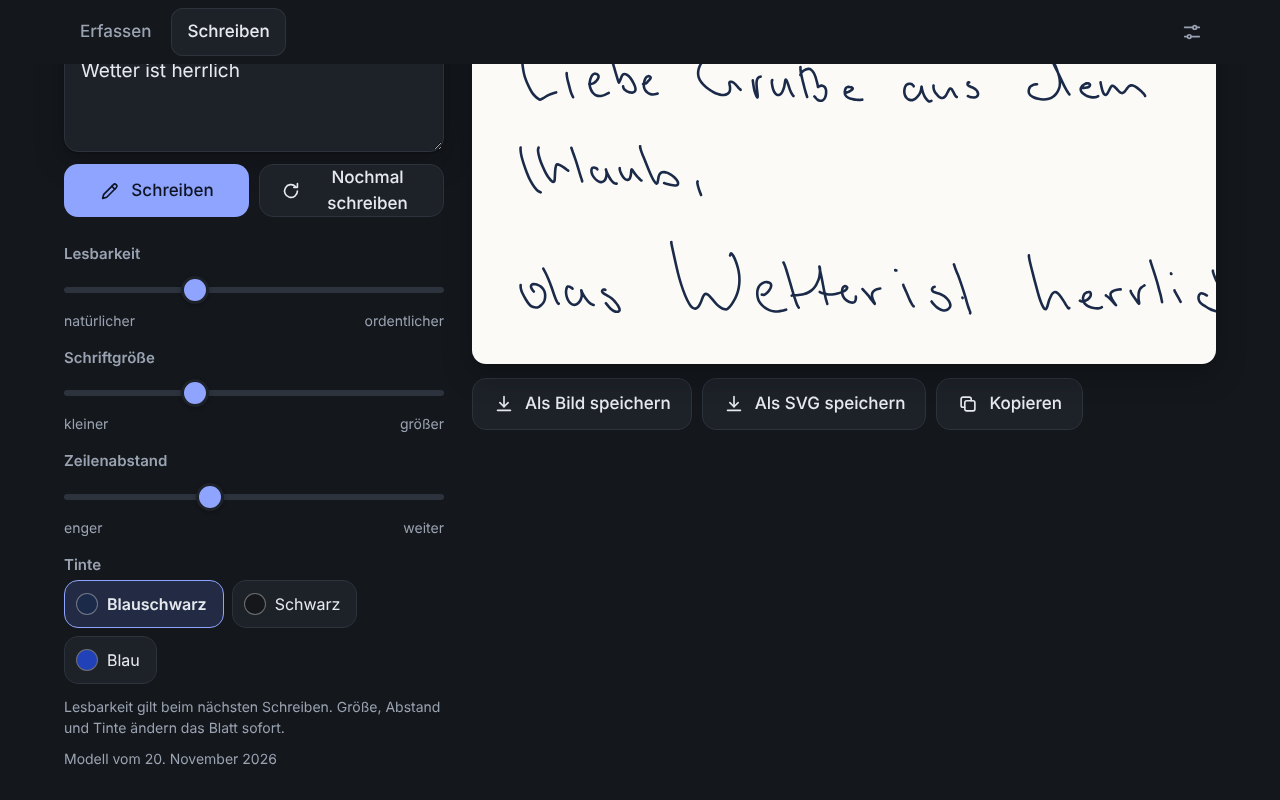 Erfassen Schreiben
Wetter ist herrlich
Liebe Grüße aus dem
Urlaub,
das Wetter ist herrlic
Schreiben
Nochmal
schreiben
Als Bild speichern Als SVG speichern Kopieren
Lesbarkeit
natürlicher ordentlicher
Schriftgröße
kleiner größer
Zeilenabstand
enger weiter
Tinte
Blauschwarz Schwarz
Blau
Lesbarkeit gilt beim nächsten Schreiben. Größe, Abstand
und Tinte ändern das Blatt sofort.
Modell vom 20. November 2026